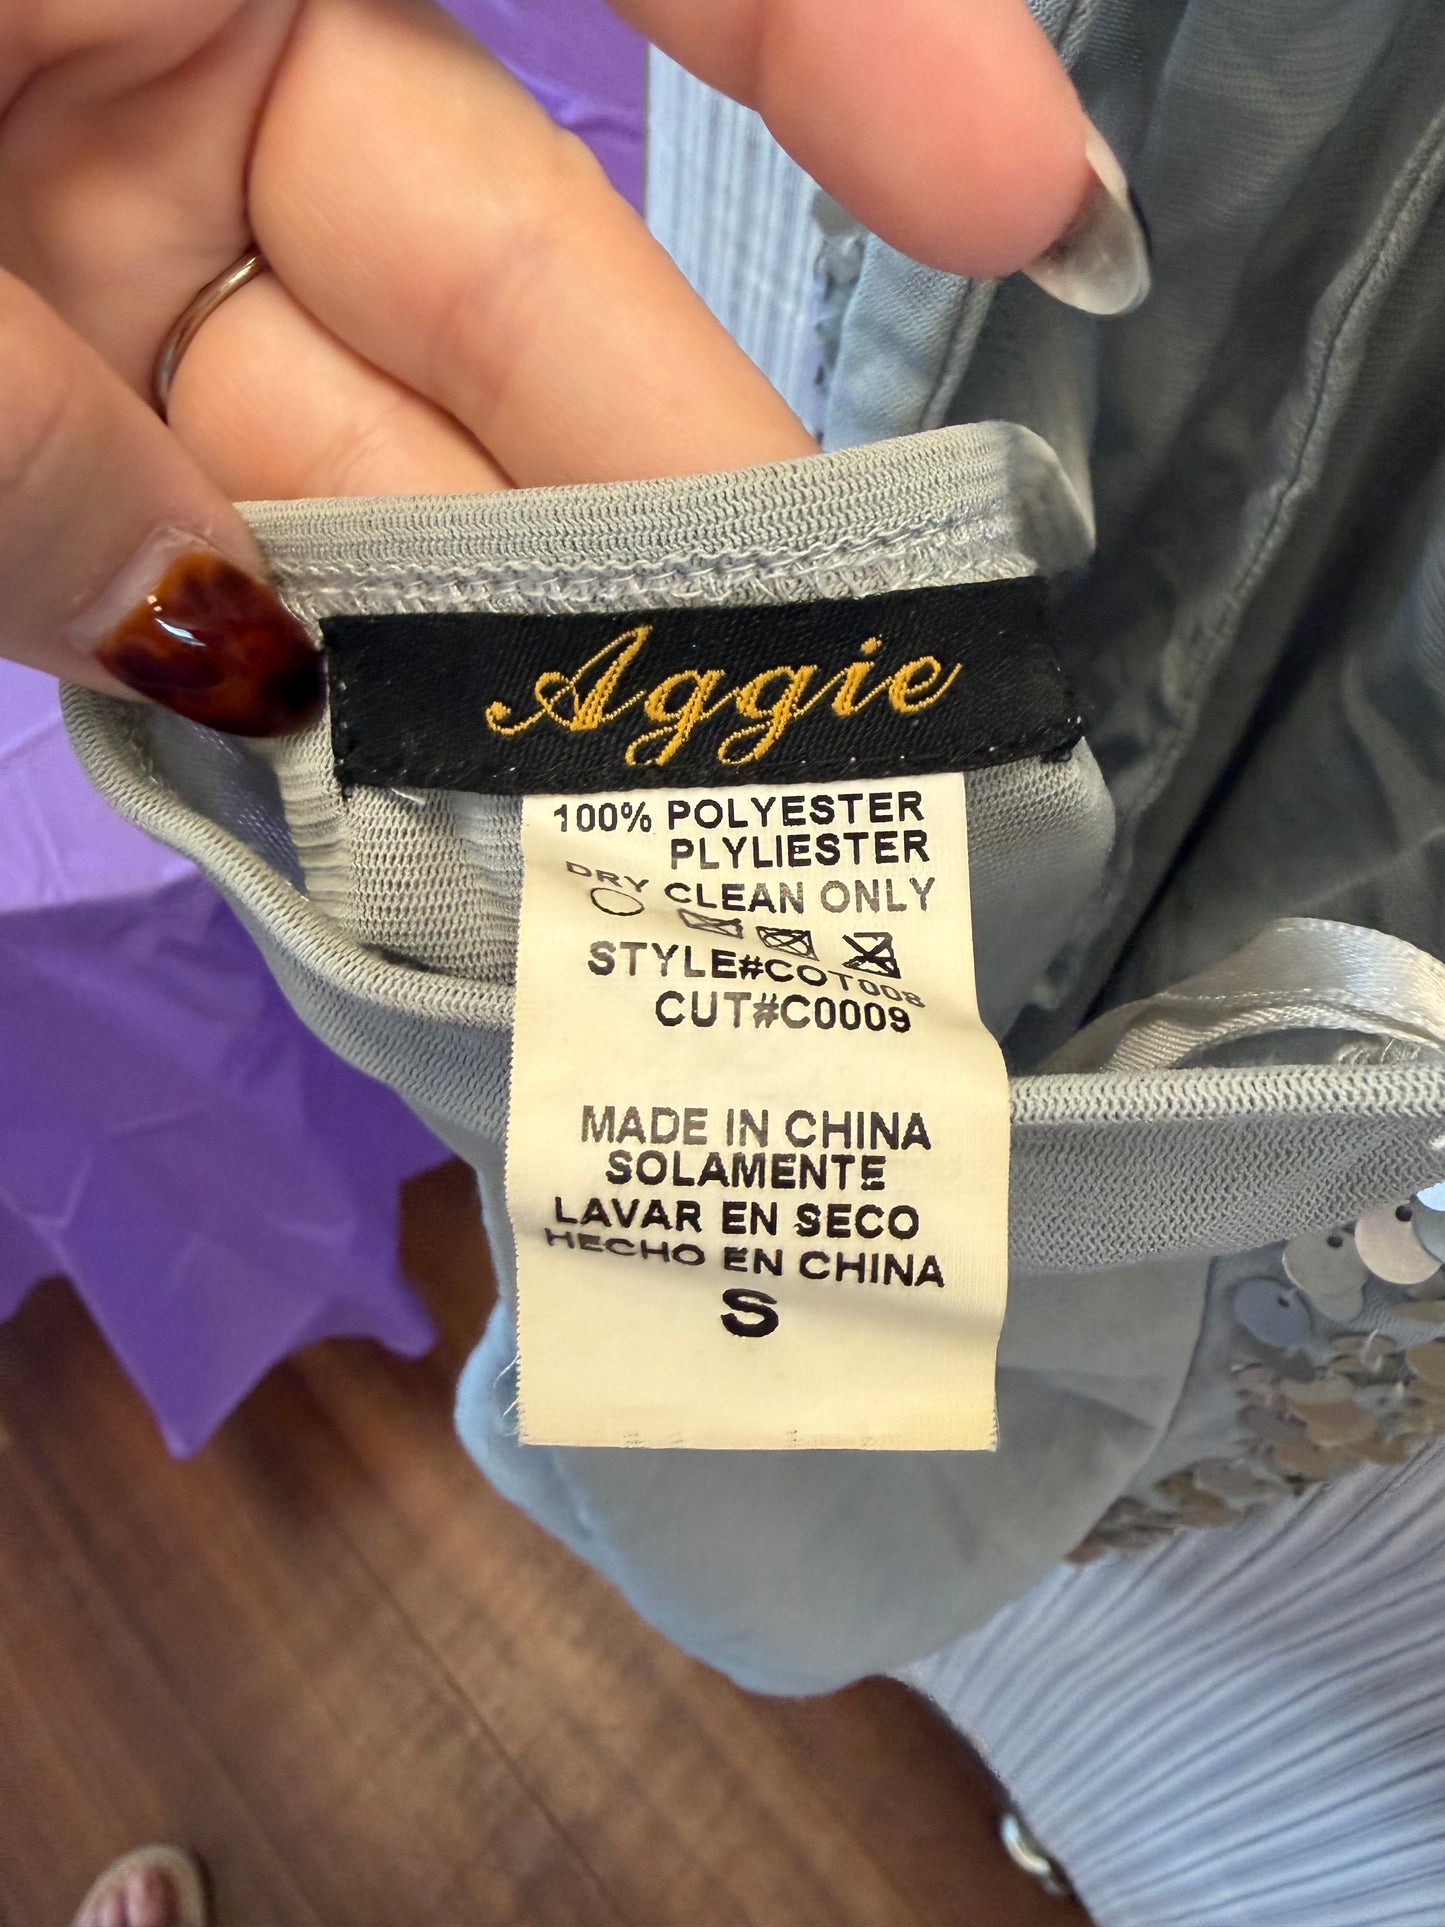 Aggie
100% POLYESTER
PLYLIESTER
DRY CLEAN ONLY
STYLE#COT008
CUT#C0009
MADE IN CHINA
SOLAMENTE
LAVAR EN SECO
HECHO EN CHINA
S